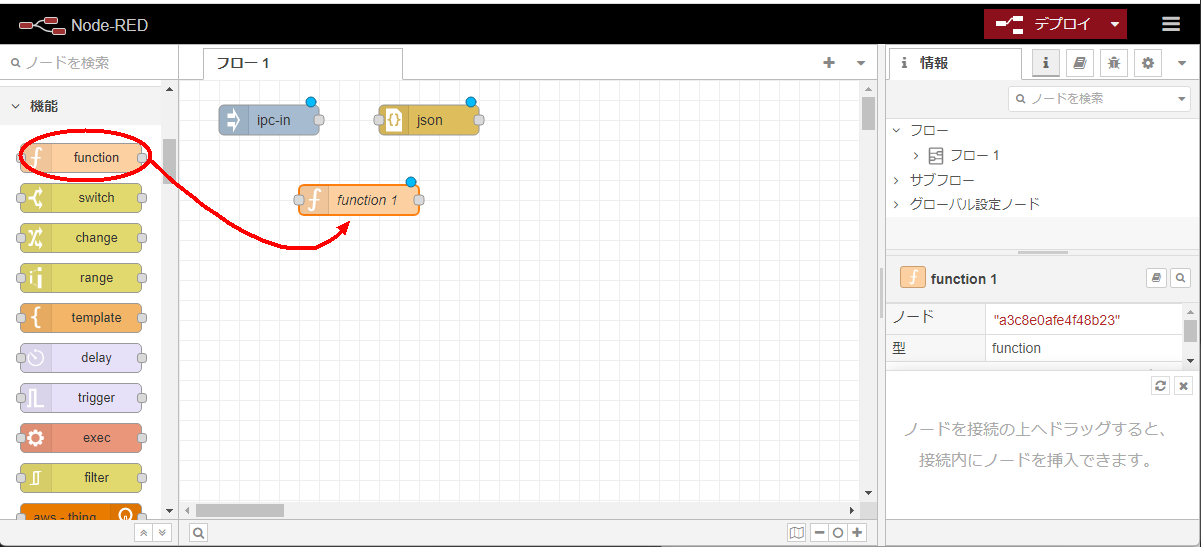 Node-RED
デプロイ
ノードを検索
フロー 1
i 情報
i
機能
ipc-in
{} json
ノードを検索
フロー
フロー 1
サブフロー
グローバル設定ノード
f function
f function 1
switch
change
range
{ template
delay
trigger
exec
filter
aws - thing
f function 1
ノード "a3c8e0afe4f48b23"
型 function
ノードを接続の上へドラッグすると、
接続内にノードを挿入できます。